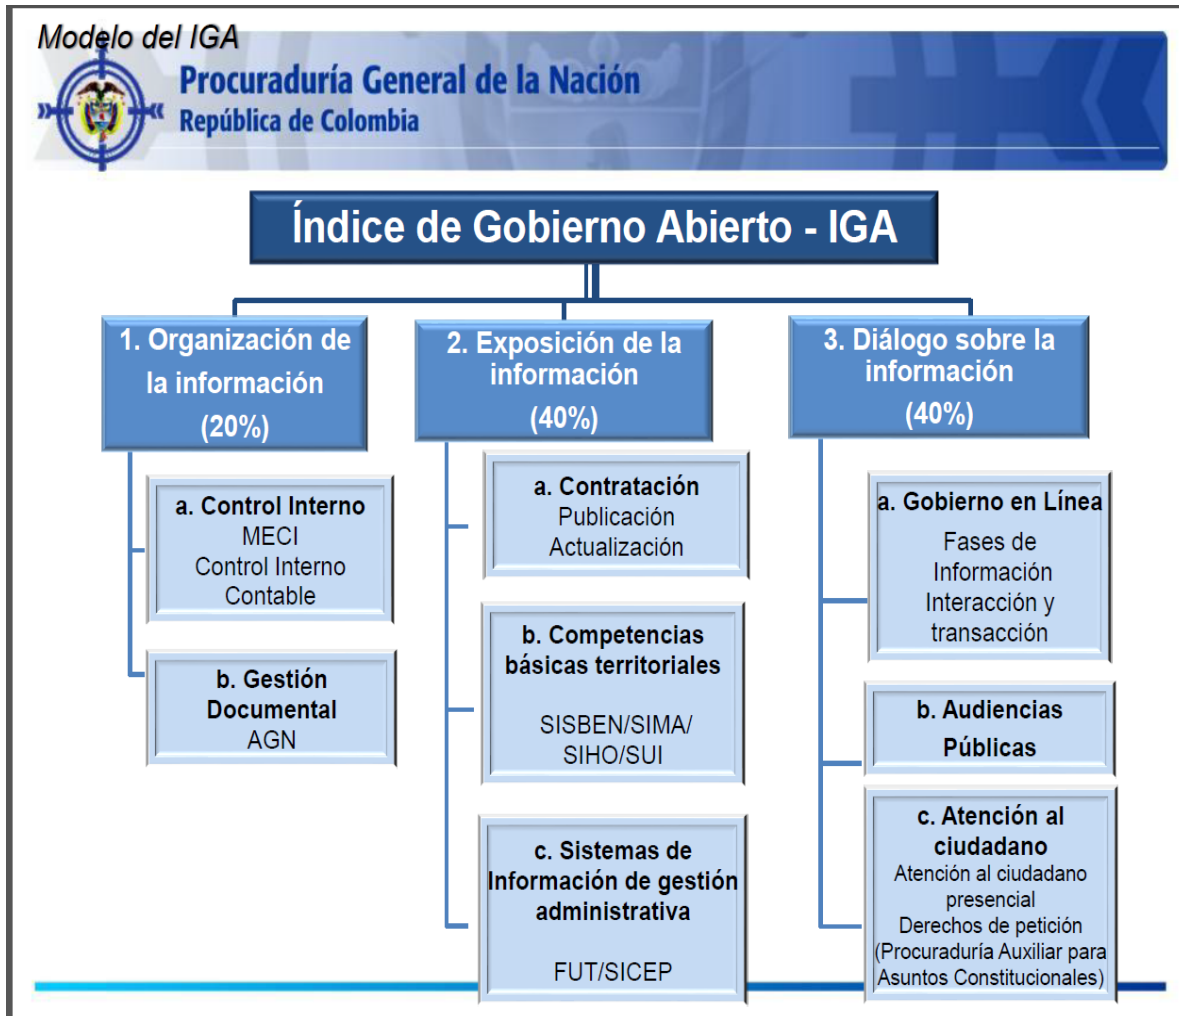 Modelo del IGA
Procuraduría General de la Nación
República de Colombia
Índice de Gobierno Abierto - IGA
1. Organización de
la información
(20%)
a. Control Interno
MECI
Control Interno
Contable
b. Gestión
Documental
AGN
2. Exposición de la
información
(40%)
a. Contratación
Publicación
Actualización
b. Competencias
básicas territoriales
SISBEN/SIMA/
SIHO/SUI
c. Sistemas de
Información de gestión
administrativa
FUT/SICEP
3. Diálogo sobre la
información
(40%)
a. Gobierno en Línea
Fases de
Información
Interacción y
transacción
b. Audiencias
Públicas
c. Atención al
ciudadano
Atención al ciudadano
presencial
Derechos de petición
(Procuraduría Auxiliar para
Asuntos Constitucionales)